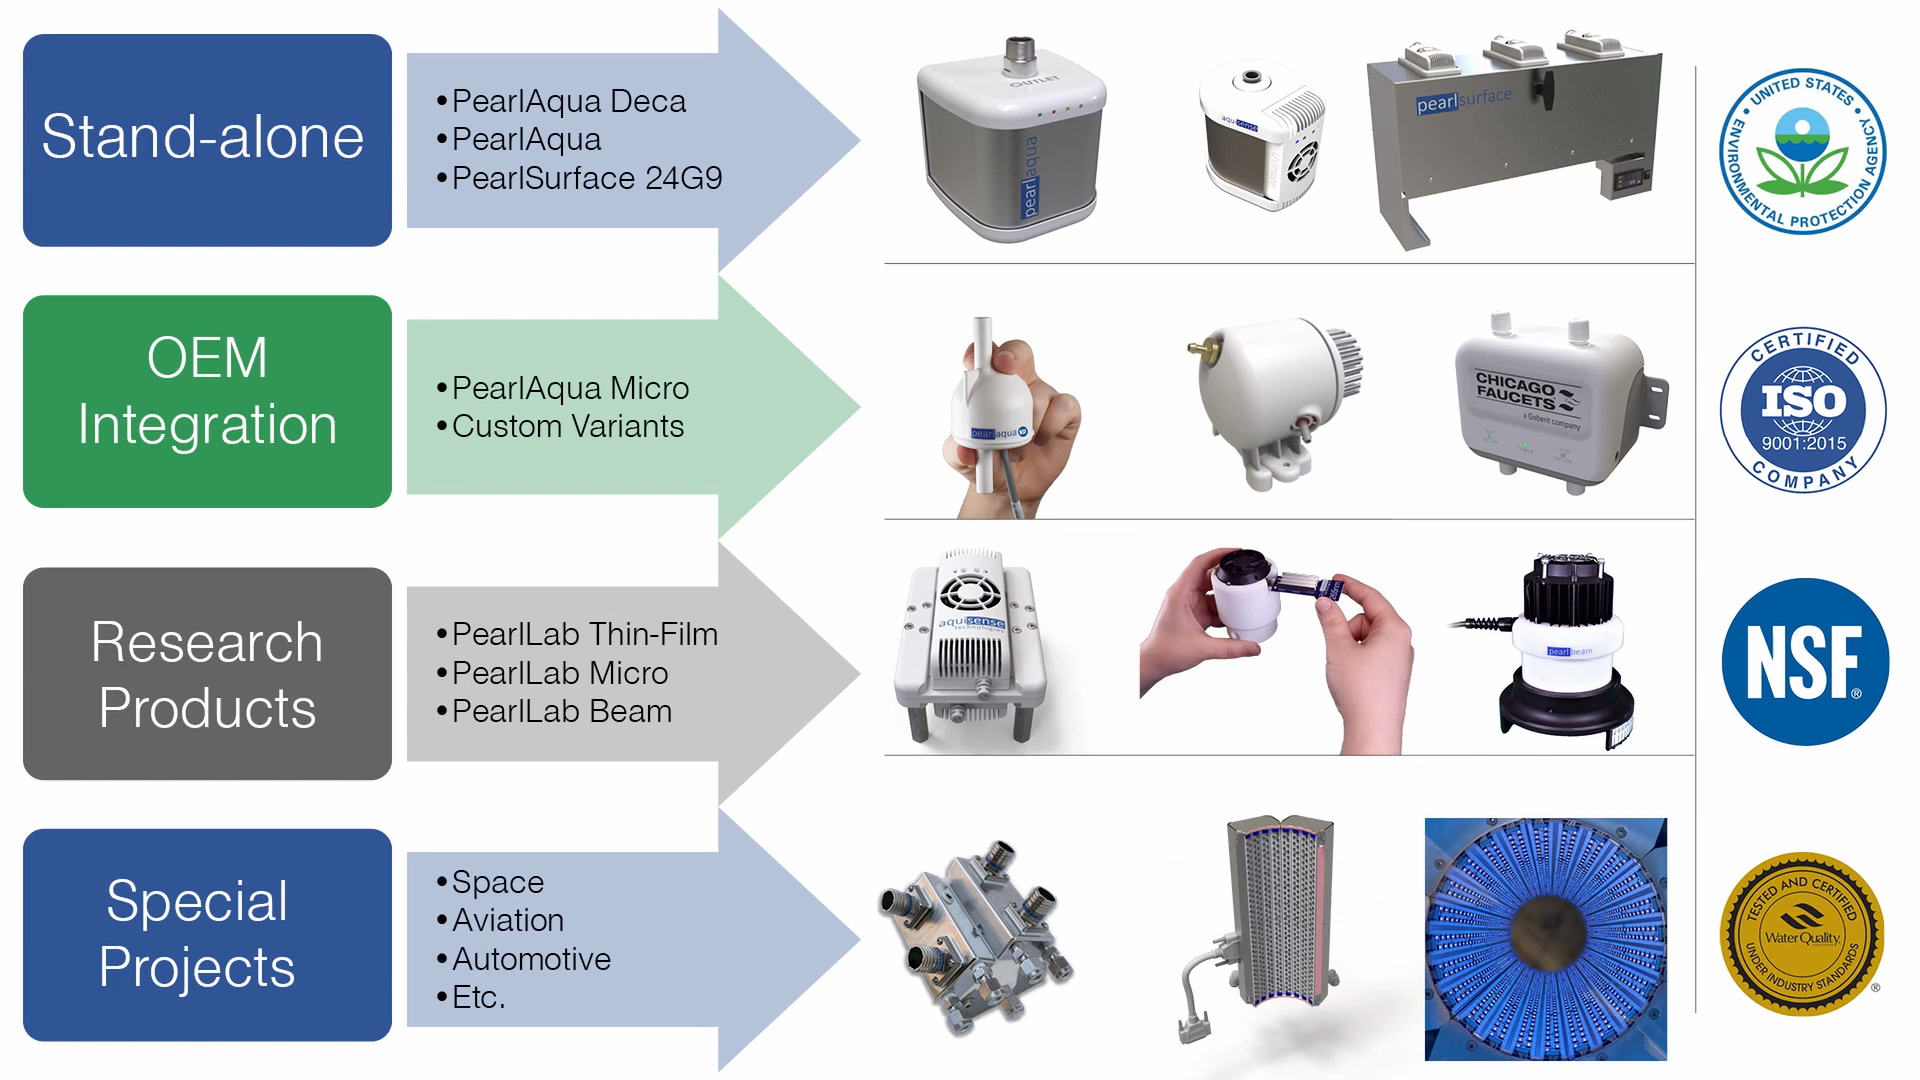 Stand-alone
•PearlAqua Deca
•PearlAqua
•PearlSurface 24G9
OUTLET
pearlaqua
aquisense
pearlsurface
UNITED STATES
ENVIRONMENTAL PROTECTION AGENCY
OEM
Integration
•PearlAqua Micro
•Custom Variants
pearlaqua
CHICAGO
FAUCETS
a Geberit company
POWER
CERTIFIED
ISO
9001:2015
COMPANY
Research
Products
•PearlLab Thin-Film
•PearlLab Micro
•PearlLab Beam
aquisense
technologies
pearlbeam
NSF®
Special
Projects
•Space
•Aviation
•Automotive
•Etc.
TESTED AND CERTIFIED
Water Quality
UNDER INDUSTRY STANDARDS
®